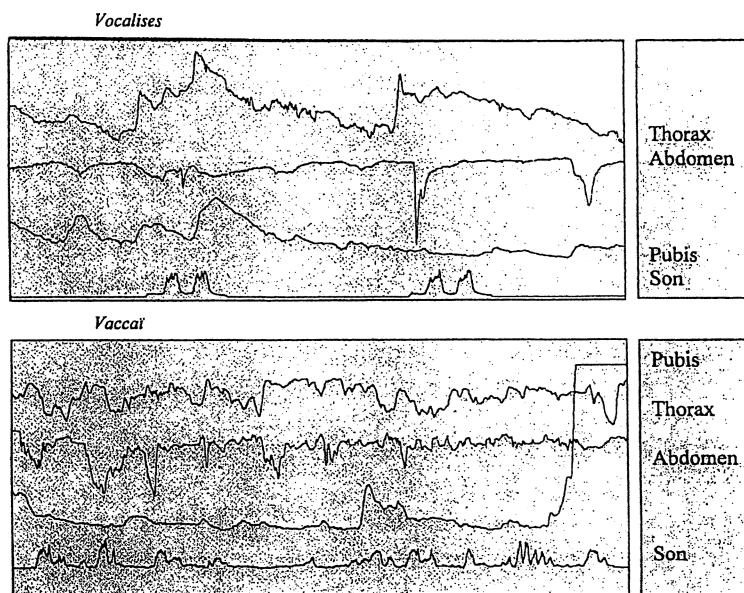 Vocalises
Thorax
Abdomen
Pubis
Son
Vaccaï
Pubis
Thorax
Abdomen
Son